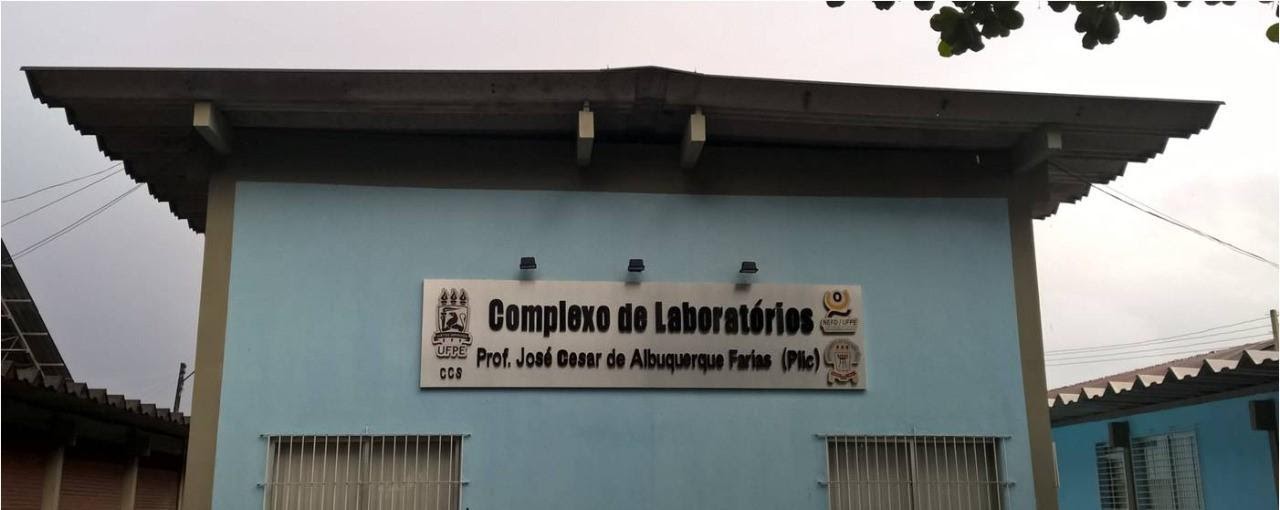 Complexo de Laboratórios
Prof. José Cesar de Albuquerque Farias (Plic)
UFPE
CCS
NEFD / UFPE